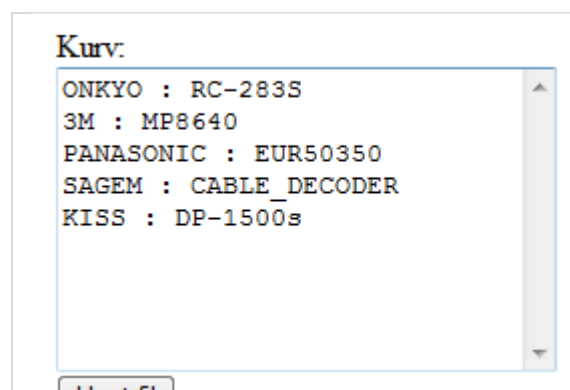 Kurv:
ONKYO : RC-283S
3M : MP8640
PANASONIC : EUR50350
SAGEM : CABLE_DECODER
KISS : DP-1500s